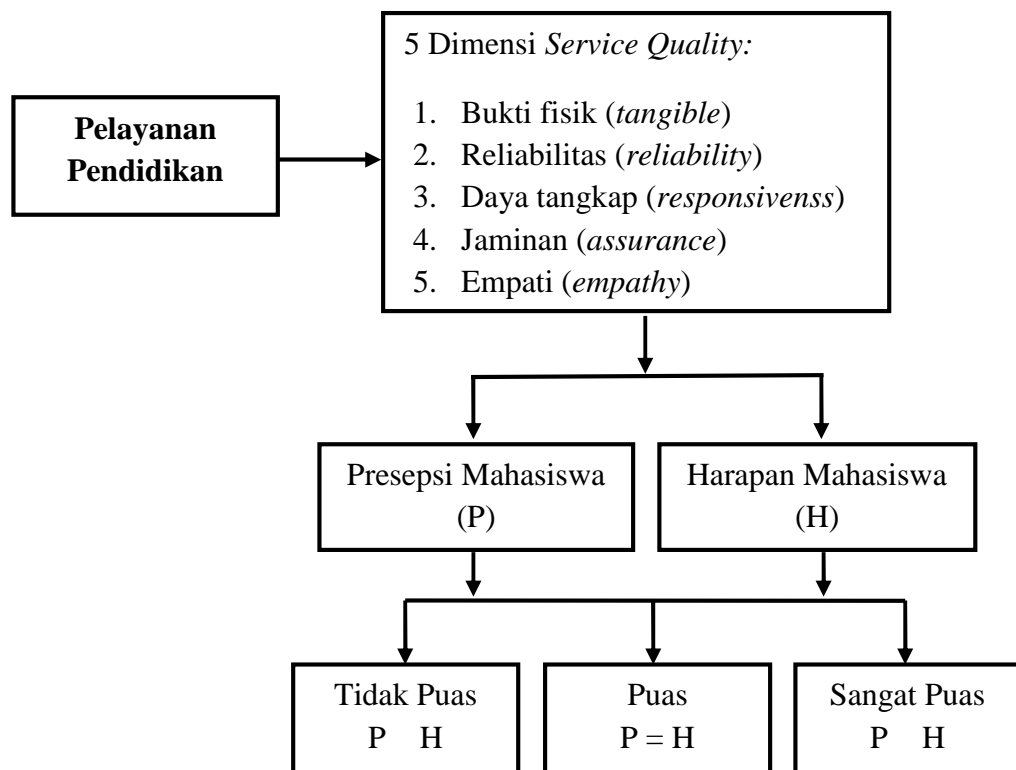 Pelayanan
Pendidikan
5 Dimensi Service Quality:
1. Bukti fisik (tangible)
2. Reliabilitas (reliability)
3. Daya tangkap (responsivenss)
4. Jaminan (assurance)
5. Empati (empathy)
Presepsi Mahasiswa
(P)
Harapan Mahasiswa
(H)
Tidak Puas
P H
Puas
P = H
Sangat Puas
P H